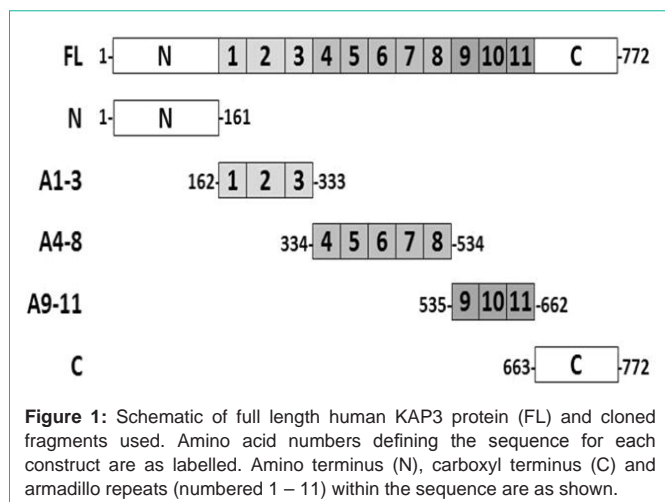 FL 1- N 1 2 3 4 5 6 7 8 9 10 11 C -772
N 1- N -161
A1-3 162- 1 2 3 -333
A4-8 334- 4 5 6 7 8 -534
A9-11 535- 9 10 11 -662
C 663- C -772
Figure 1: Schematic of full length human KAP3 protein (FL) and cloned
fragments used. Amino acid numbers defining the sequence for each
construct are as labelled. Amino terminus (N), carboxyl terminus (C) and
armadillo repeats (numbered 1 – 11) within the sequence are as shown.